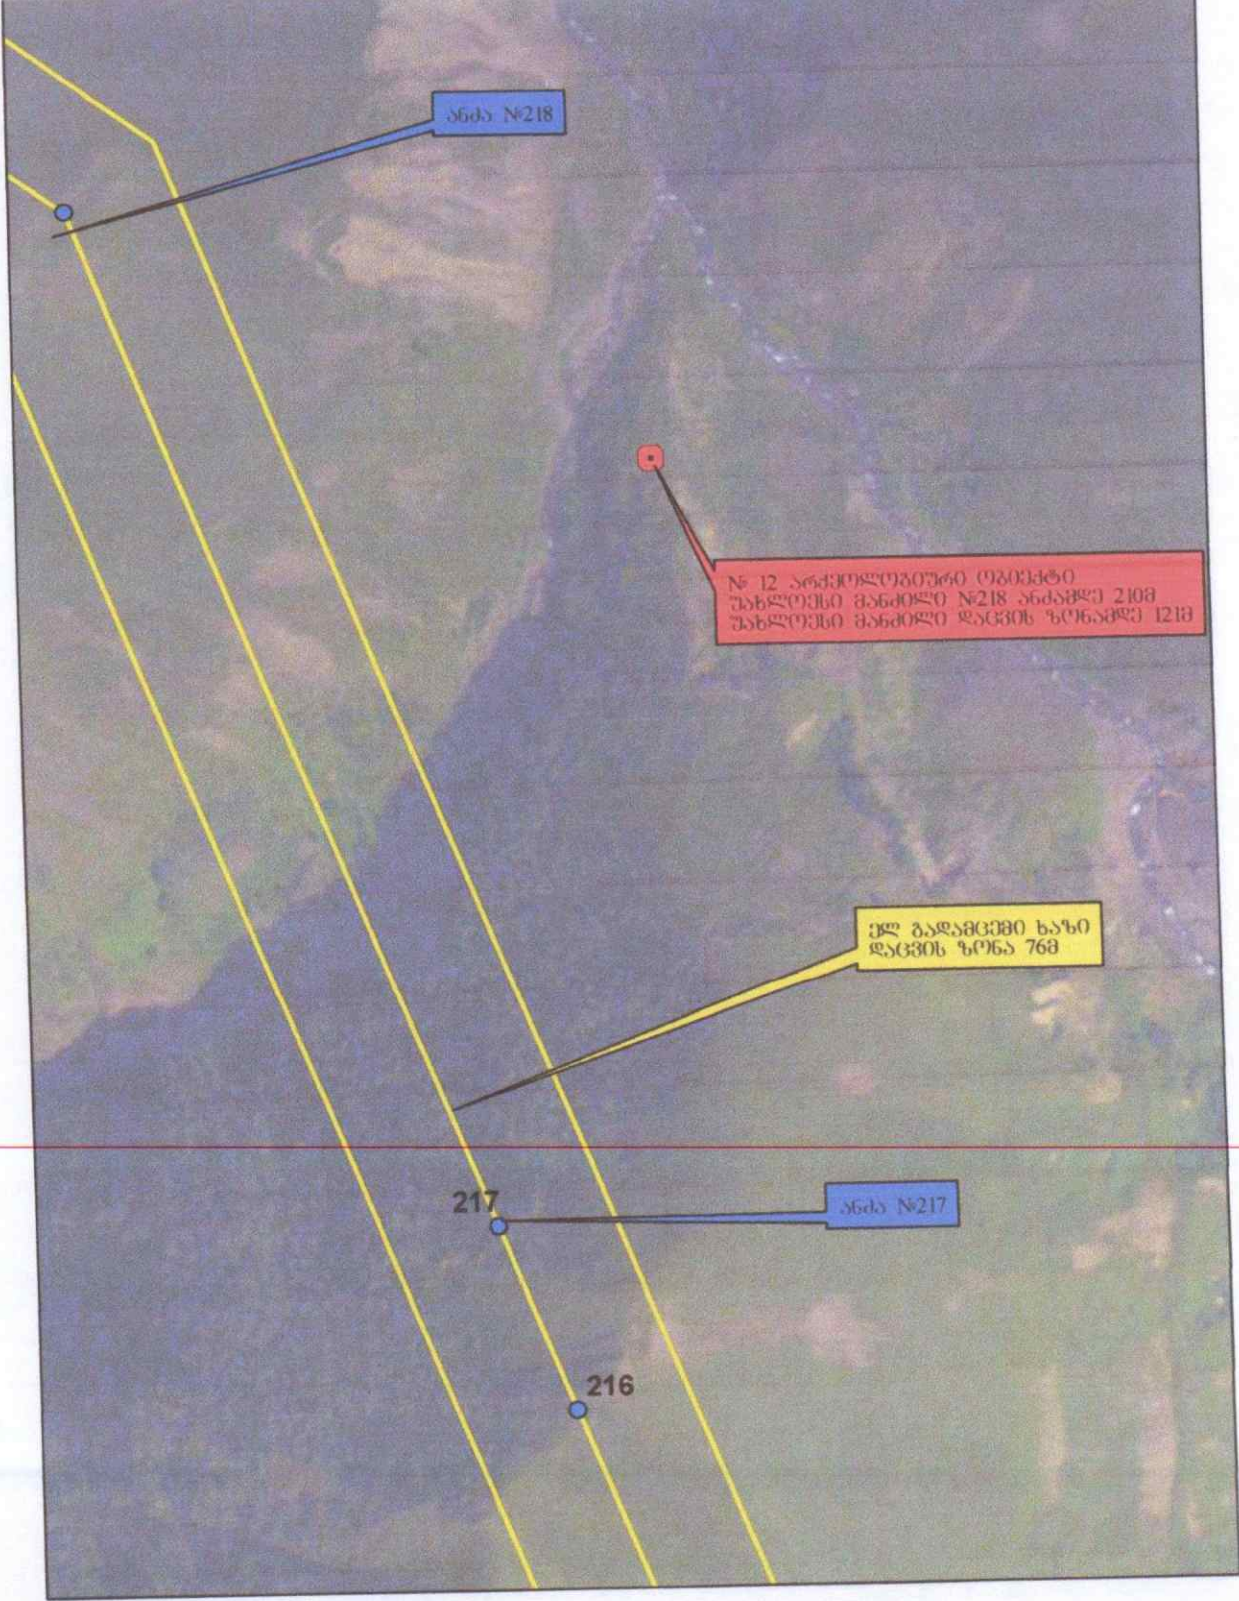 ანძა №218
№ 12 არქეოლოგიური ობიექტი
უახლოესი მანძილი №218 ანძამდე 210მ
უახლოესი მანძილი დაცვის ზონამდე 121მ
ელ გადამცემი ხაზი
დაცვის ზონა 76მ
217
ანძა №217
216